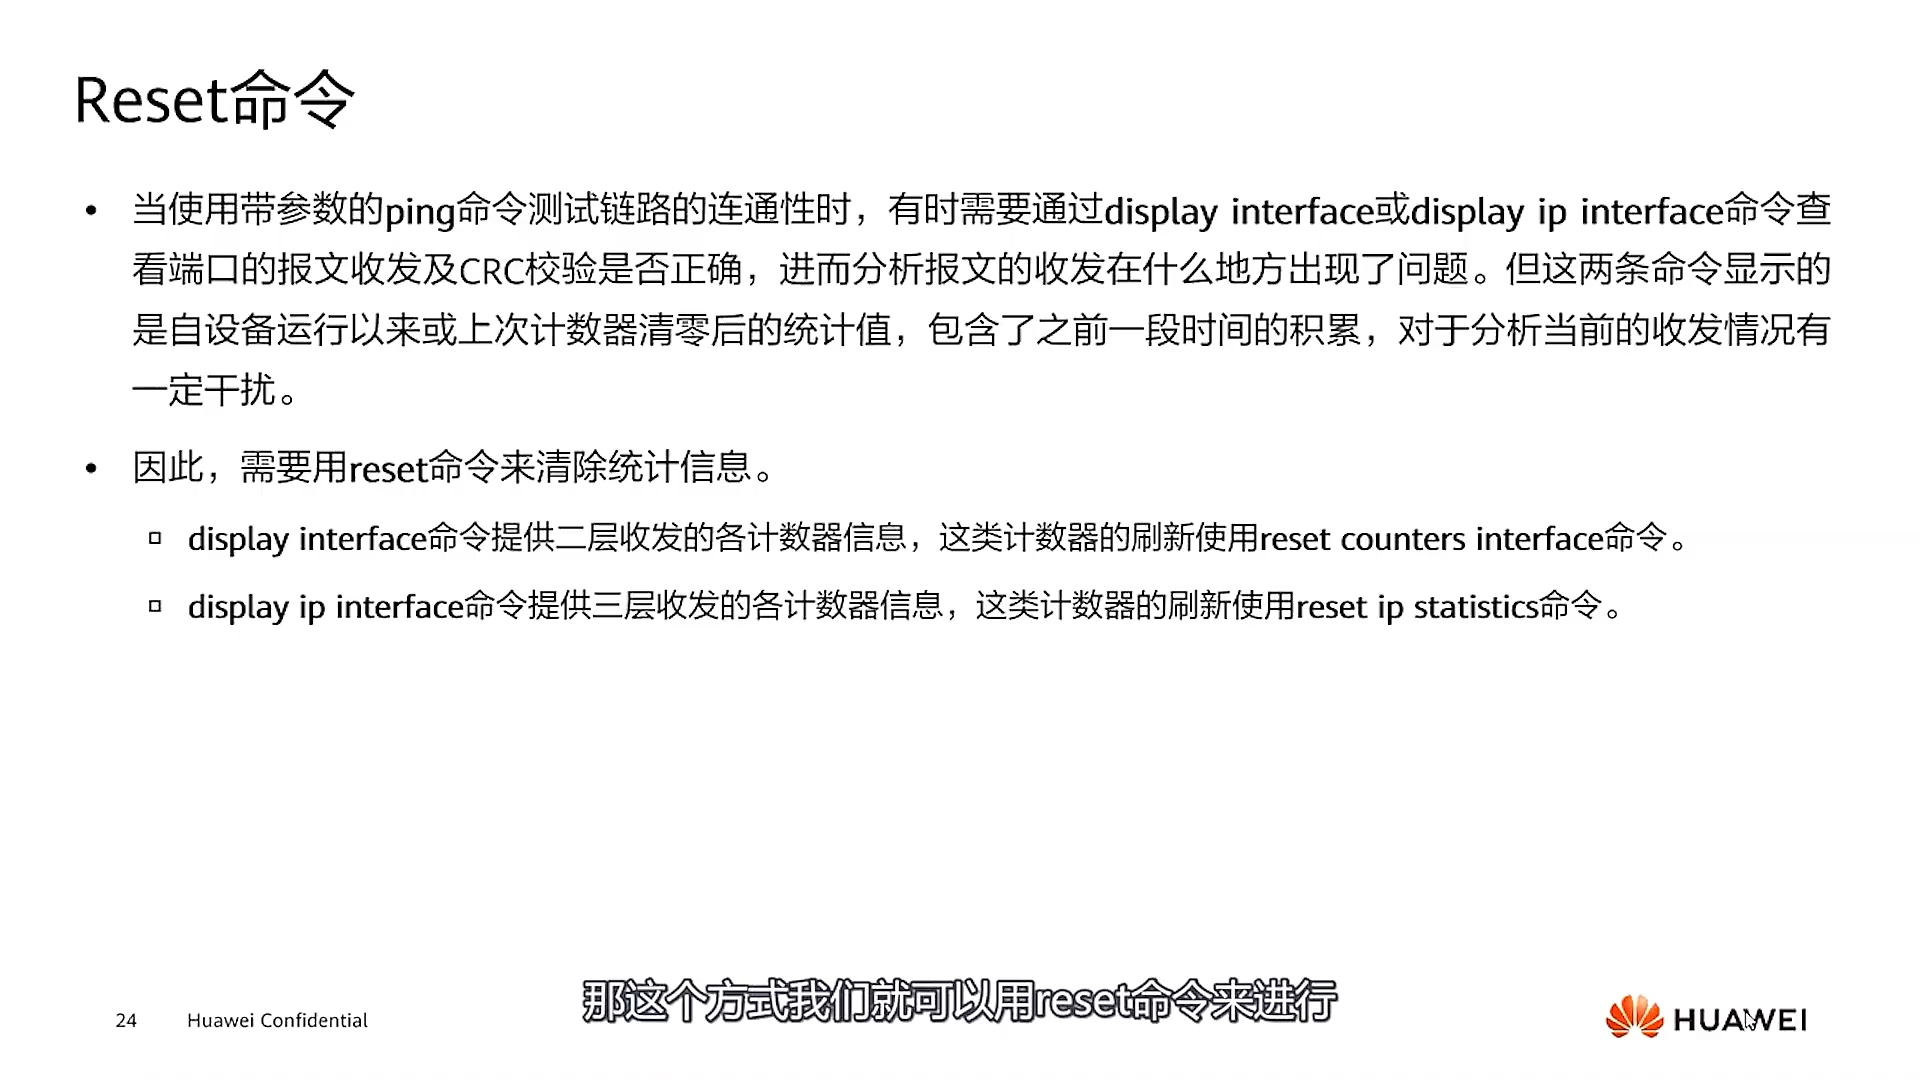 Reset命令
• 当使用带参数的ping命令测试链路的连通性时，有时需要通过display interface或display ip interface命令查
看端口的报文收发及CRC校验是否正确，进而分析报文的收发在什么地方出现了问题。但这两条命令显示的
是自设备运行以来或上次计数器清零后的统计值，包含了之前一段时间的积累，对于分析当前的收发情况有
一定干扰。
• 因此，需要用reset命令来清除统计信息。
▫ display interface命令提供二层收发的各计数器信息，这类计数器的刷新使用reset counters interface命令。
▫ display ip interface命令提供三层收发的各计数器信息，这类计数器的刷新使用reset ip statistics命令。
那这个方式我们就可以用reset命令来进行
24 Huawei Confidential
HUAWEI